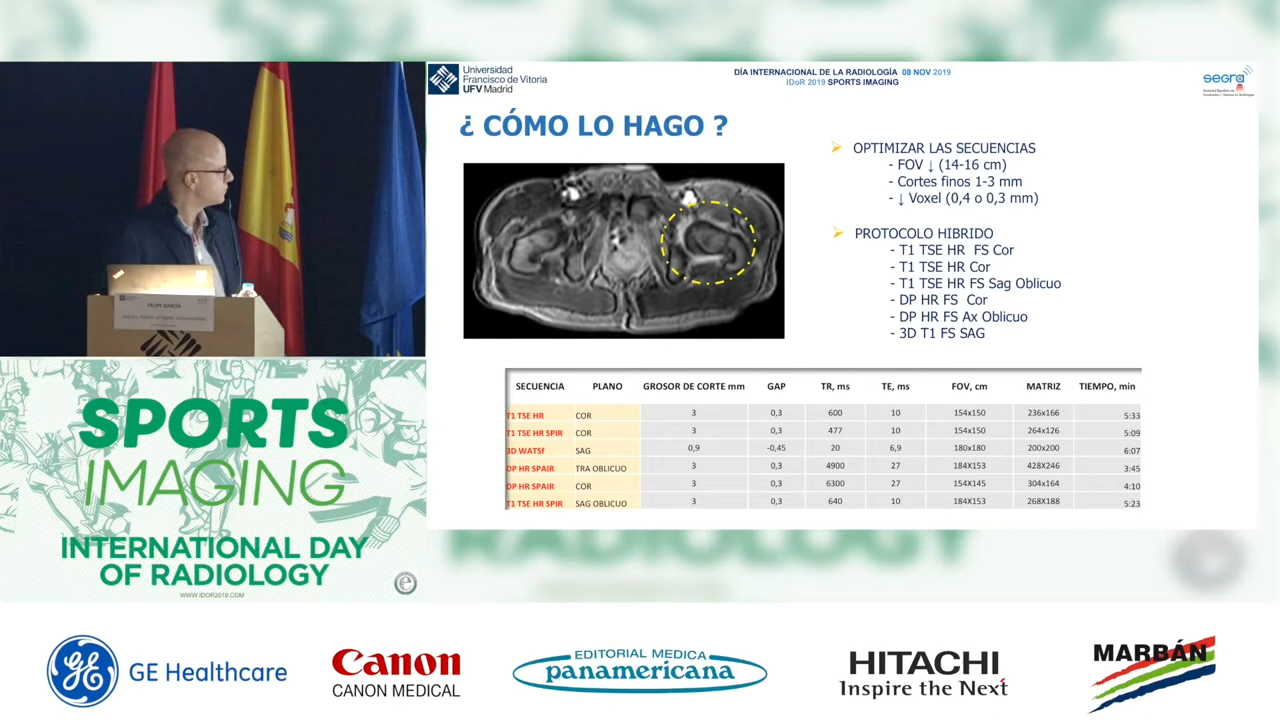 Universidad
Francisco de Vitoria
UFV Madrid
DÍA INTERNACIONAL DE LA RADIOLOGÍA 08 NOV 2019
IDoR 2019 SPORTS IMAGING
segra
¿ CÓMO LO HAGO ?
OPTIMIZAR LAS SECUENCIAS
- FOV ↓ (14-16 cm)
- Cortes finos 1-3 mm
- ↓ Voxel (0,4 o 0,3 mm)
PROTOCOLO HIBRIDO
- T1 TSE HR FS Cor
- T1 TSE HR Cor
- T1 TSE HR FS Sag Oblicuo
- DP HR FS Cor
- DP HR FS Ax Oblicuo
- 3D T1 FS SAG
SECUENCIA PLANO GROSOR DE CORTE mm GAP TR, ms TE, ms FOV, cm MATRIZ TIEMPO, min
T1 TSE HR COR 3 0,3 600 10 154x150 236x166 5:33
T1 TSE HR SPIR COR 3 0,3 477 10 154x150 264x126 5:09
3D WATSf SAG 0,9 -0,45 20 6,9 180x180 200x200 6:07
DP HR SPAIR TRA OBLICUO 3 0,3 4900 27 184X153 428X246 3:45
DP HR SPAIR COR 3 0,3 6300 27 154X145 304x164 4:10
T1 TSE HR SPIR SAG OBLICUO 3 0,3 640 10 184X153 268X188 5:23
FELIPE GARCÍA
SPORTS
IMAGING
INTERNATIONAL DAY
OF RADIOLOGY
WWW.IDOR2019.COM
RADIOLOGY
GE Healthcare
Canon
CANON MEDICAL
EDITORIAL MEDICA
panamericana
HITACHI
Inspire the Next
MARBÁN